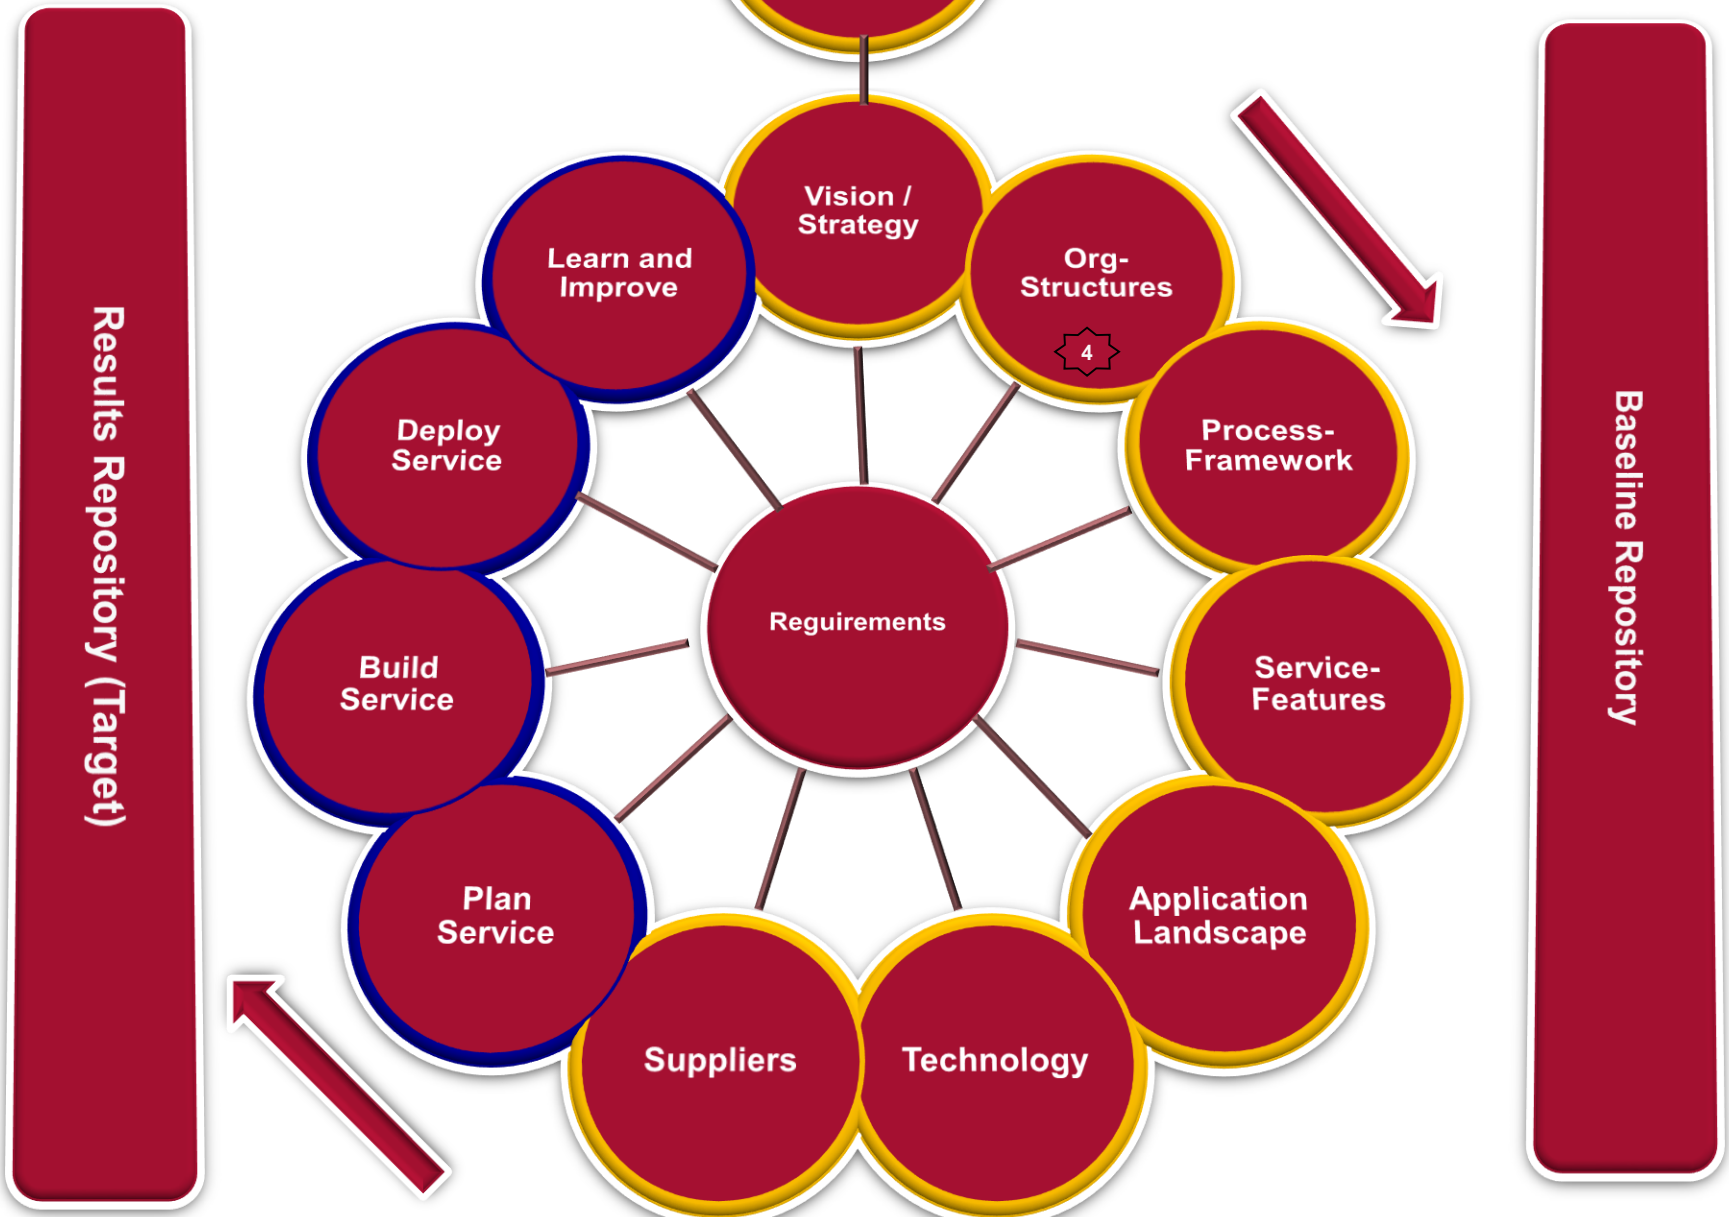 Results Repository (Target)
Vision /
Strategy
Org-
Structures
4
Process-
Framework
Service-
Features
Application
Landscape
Technology
Suppliers
Plan
Service
Build
Service
Deploy
Service
Learn and
Improve
Reguirements
Baseline Repository